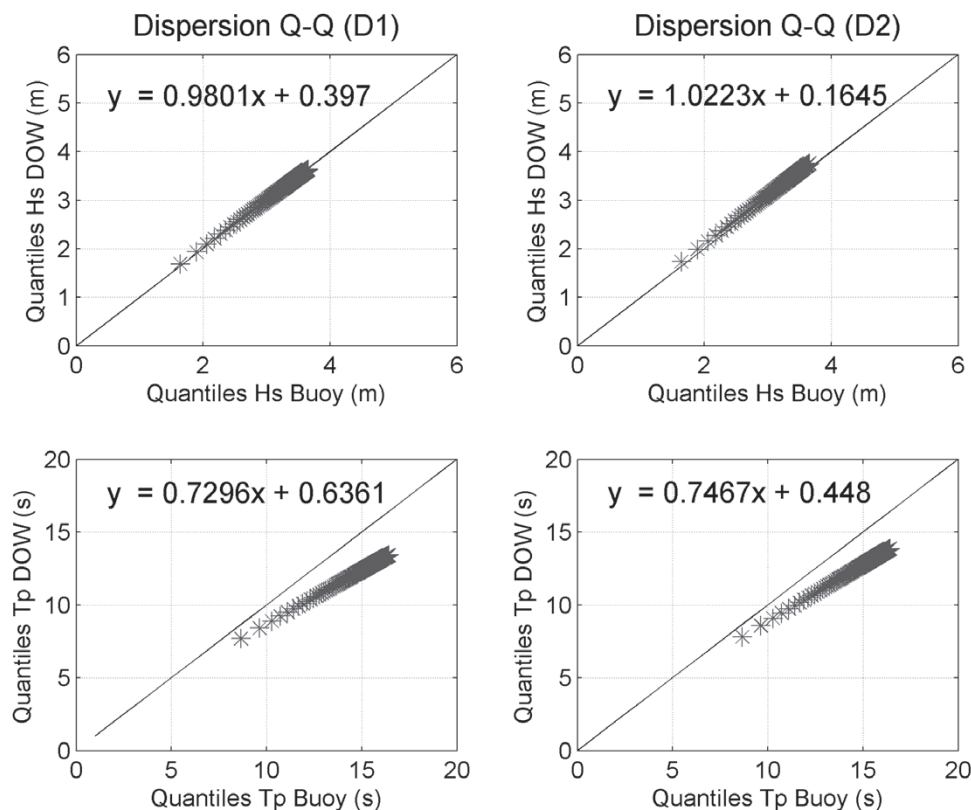 Dispersion Q-Q (D1)
6
5
4
3
2
1
0
Quantiles Hs DOW (m)
y = 0.9801x + 0.397
0 2 4 6
Quantiles Hs Buoy (m)
Dispersion Q-Q (D2)
6
5
4
3
2
1
0
Quantiles Hs DOW (m)
y = 1.0223x + 0.1645
0 2 4 6
Quantiles Hs Buoy (m)
20
15
10
5
0
Quantiles Tp DOW (s)
y = 0.7296x + 0.6361
0 5 10 15 20
Quantiles Tp Buoy (s)
20
15
10
5
0
Quantiles Tp DOW (s)
y = 0.7467x + 0.448
0 5 10 15 20
Quantiles Tp Buoy (s)